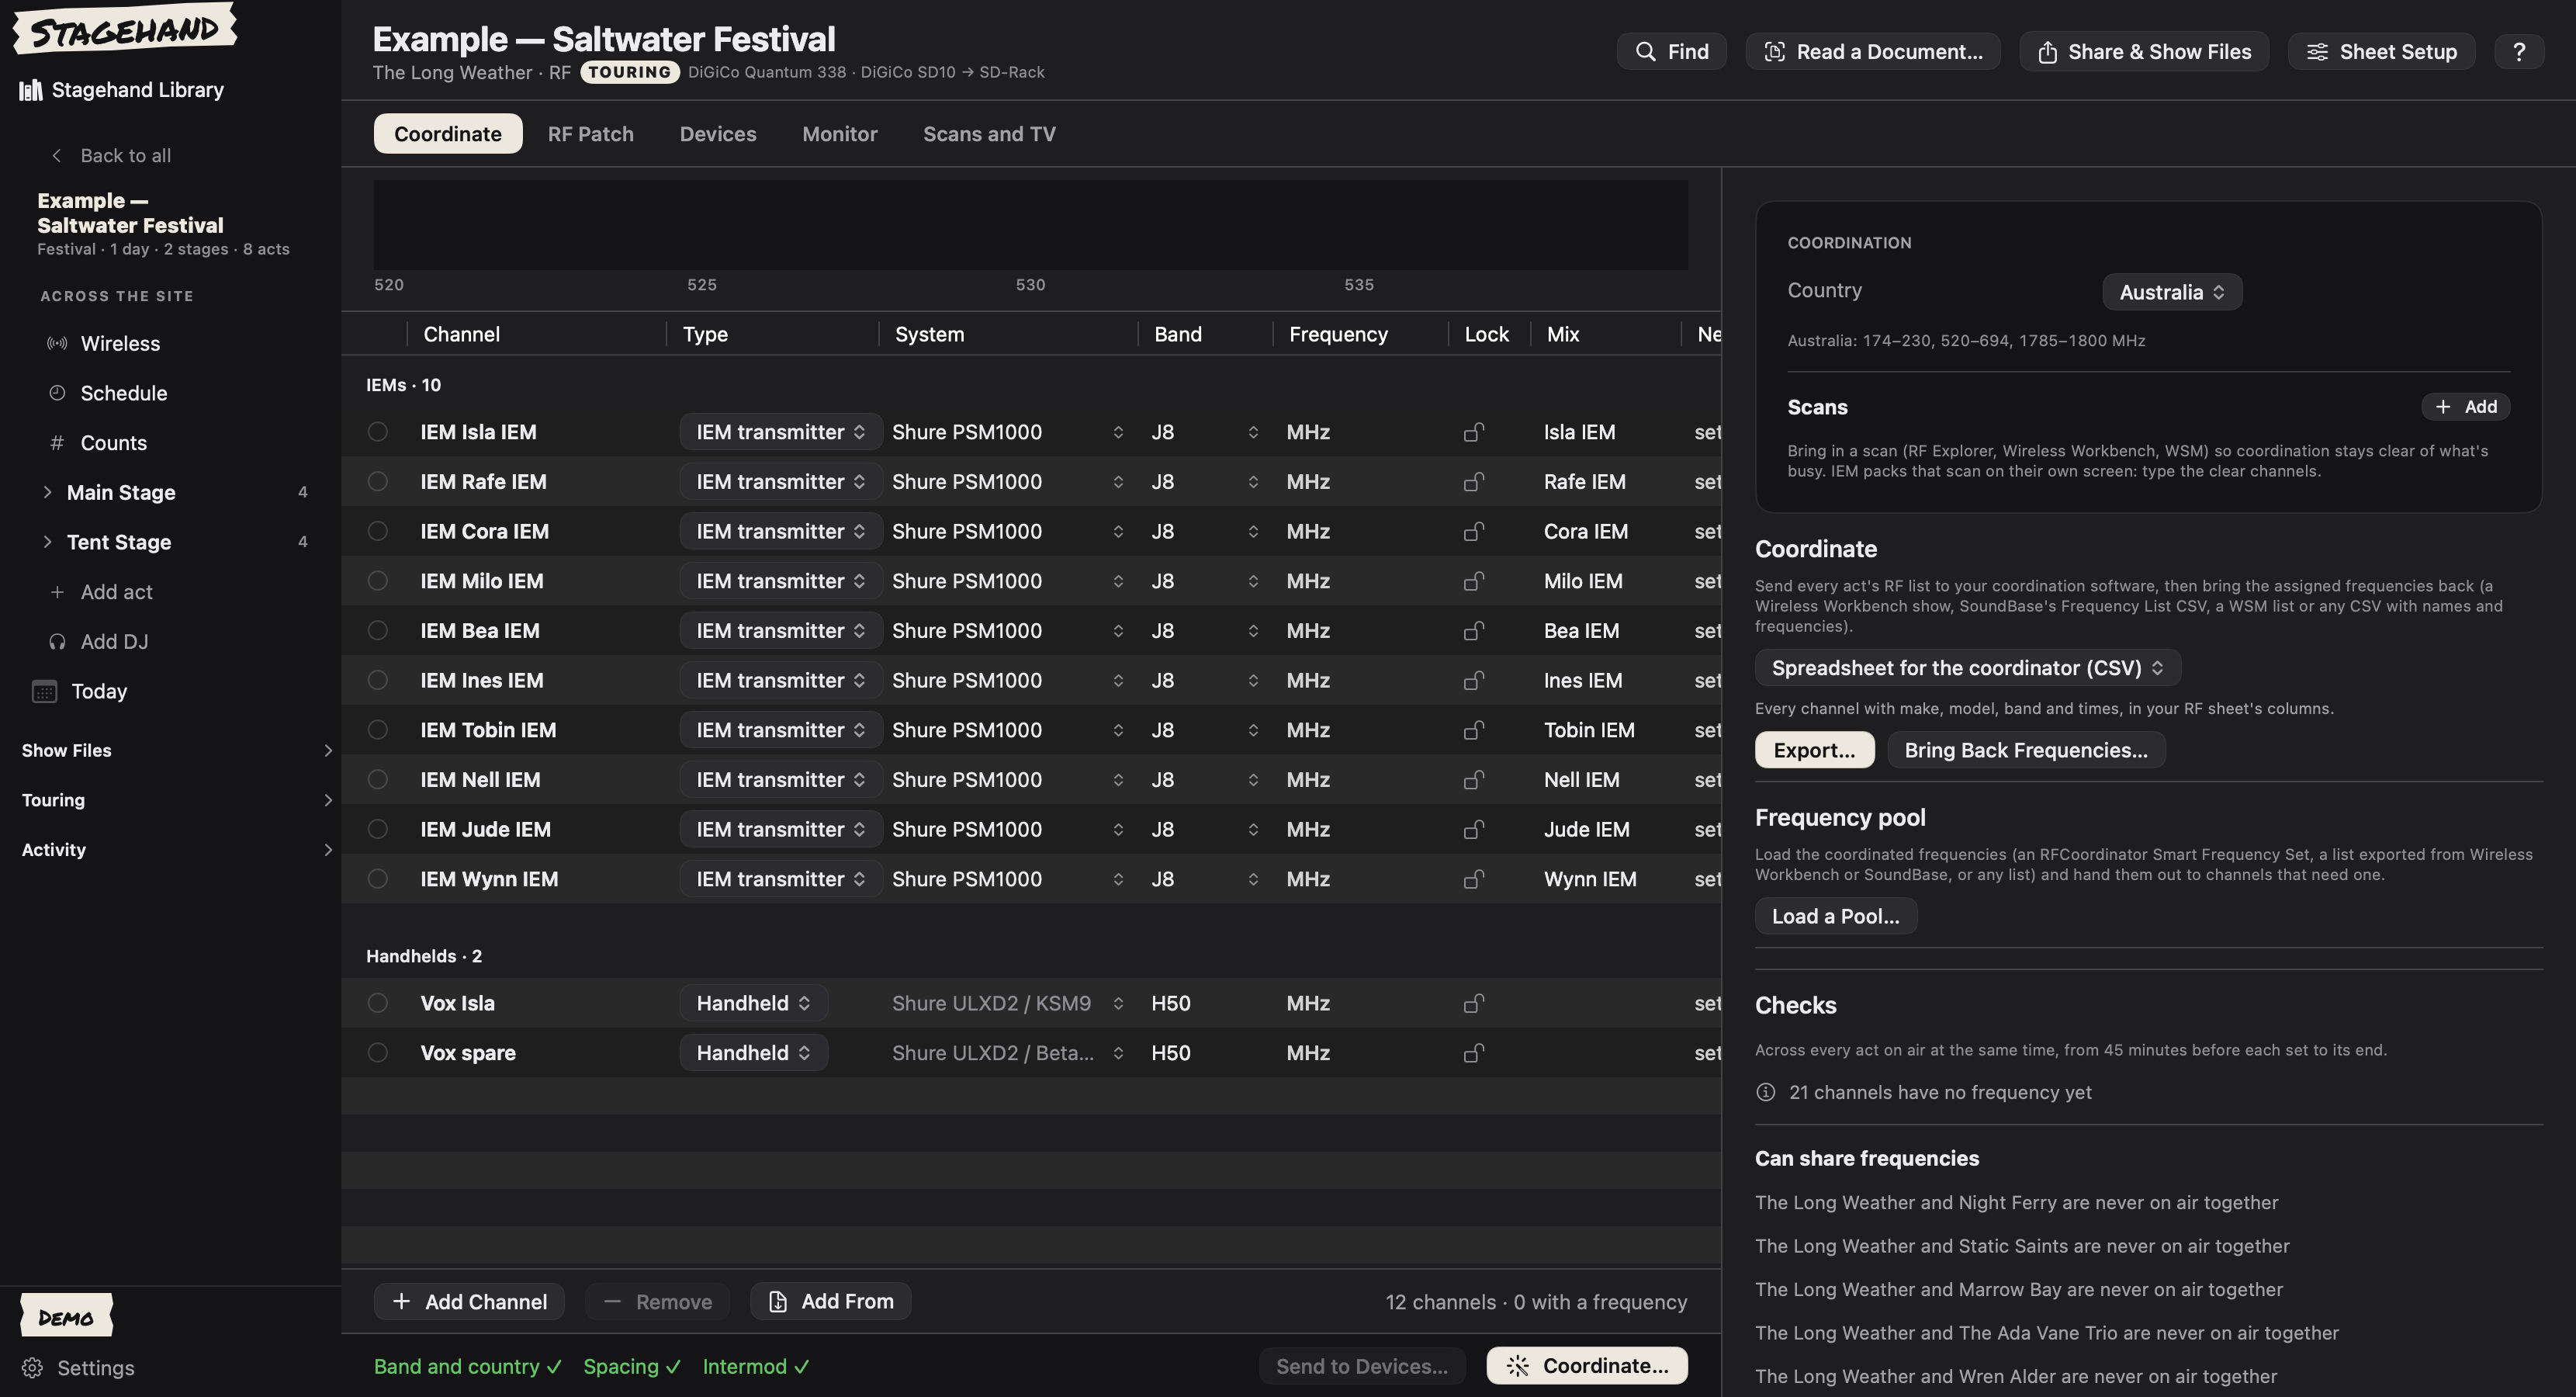 STAGEHAND
Stagehand Library
Back to all
Example —
Saltwater Festival
Festival · 1 day · 2 stages · 8 acts
ACROSS THE SITE
Wireless
Schedule
# Counts
Main Stage 4
Tent Stage 4
+ Add act
Add DJ
Today
Show Files
Touring
Activity
DEMO
Settings
Example — Saltwater Festival
The Long Weather · RF TOURING DiGiCo Quantum 338 · DiGiCo SD10 → SD-Rack
Find
Read a Document...
Share & Show Files
Sheet Setup
?
Coordinate RF Patch Devices Monitor Scans and TV
520 525 530 535
Channel Type System Band Frequency Lock Mix Ne
IEMs · 10
IEM Isla IEM IEM transmitter Shure PSM1000 J8 MHz Isla IEM set
IEM Rafe IEM IEM transmitter Shure PSM1000 J8 MHz Rafe IEM set
IEM Cora IEM IEM transmitter Shure PSM1000 J8 MHz Cora IEM set
IEM Milo IEM IEM transmitter Shure PSM1000 J8 MHz Milo IEM set
IEM Bea IEM IEM transmitter Shure PSM1000 J8 MHz Bea IEM set
IEM Ines IEM IEM transmitter Shure PSM1000 J8 MHz Ines IEM set
IEM Tobin IEM IEM transmitter Shure PSM1000 J8 MHz Tobin IEM set
IEM Nell IEM IEM transmitter Shure PSM1000 J8 MHz Nell IEM set
IEM Jude IEM IEM transmitter Shure PSM1000 J8 MHz Jude IEM set
IEM Wynn IEM IEM transmitter Shure PSM1000 J8 MHz Wynn IEM set
Handhelds · 2
Vox Isla Handheld Shure ULXD2 / KSM9 H50 MHz set
Vox spare Handheld Shure ULXD2 / Beta... H50 MHz set
+ Add Channel
— Remove
Add From
12 channels · 0 with a frequency
Band and country ✓ Spacing ✓ Intermod ✓
Send to Devices...
Coordinate...
COORDINATION
Country Australia
Australia: 174–230, 520–694, 1785–1800 MHz
Scans + Add
Bring in a scan (RF Explorer, Wireless Workbench, WSM) so coordination stays clear of what's
busy. IEM packs that scan on their own screen: type the clear channels.
Coordinate
Send every act's RF list to your coordination software, then bring the assigned frequencies back (a
Wireless Workbench show, SoundBase's Frequency List CSV, a WSM list or any CSV with names and
frequencies).
Spreadsheet for the coordinator (CSV)
Every channel with make, model, band and times, in your RF sheet's columns.
Export... Bring Back Frequencies...
Frequency pool
Load the coordinated frequencies (an RFCoordinator Smart Frequency Set, a list exported from Wireless
Workbench or SoundBase, or any list) and hand them out to channels that need one.
Load a Pool...
Checks
Across every act on air at the same time, from 45 minutes before each set to its end.
21 channels have no frequency yet
Can share frequencies
The Long Weather and Night Ferry are never on air together
The Long Weather and Static Saints are never on air together
The Long Weather and Marrow Bay are never on air together
The Long Weather and The Ada Vane Trio are never on air together
The Long Weather and Wren Alder are never on air together